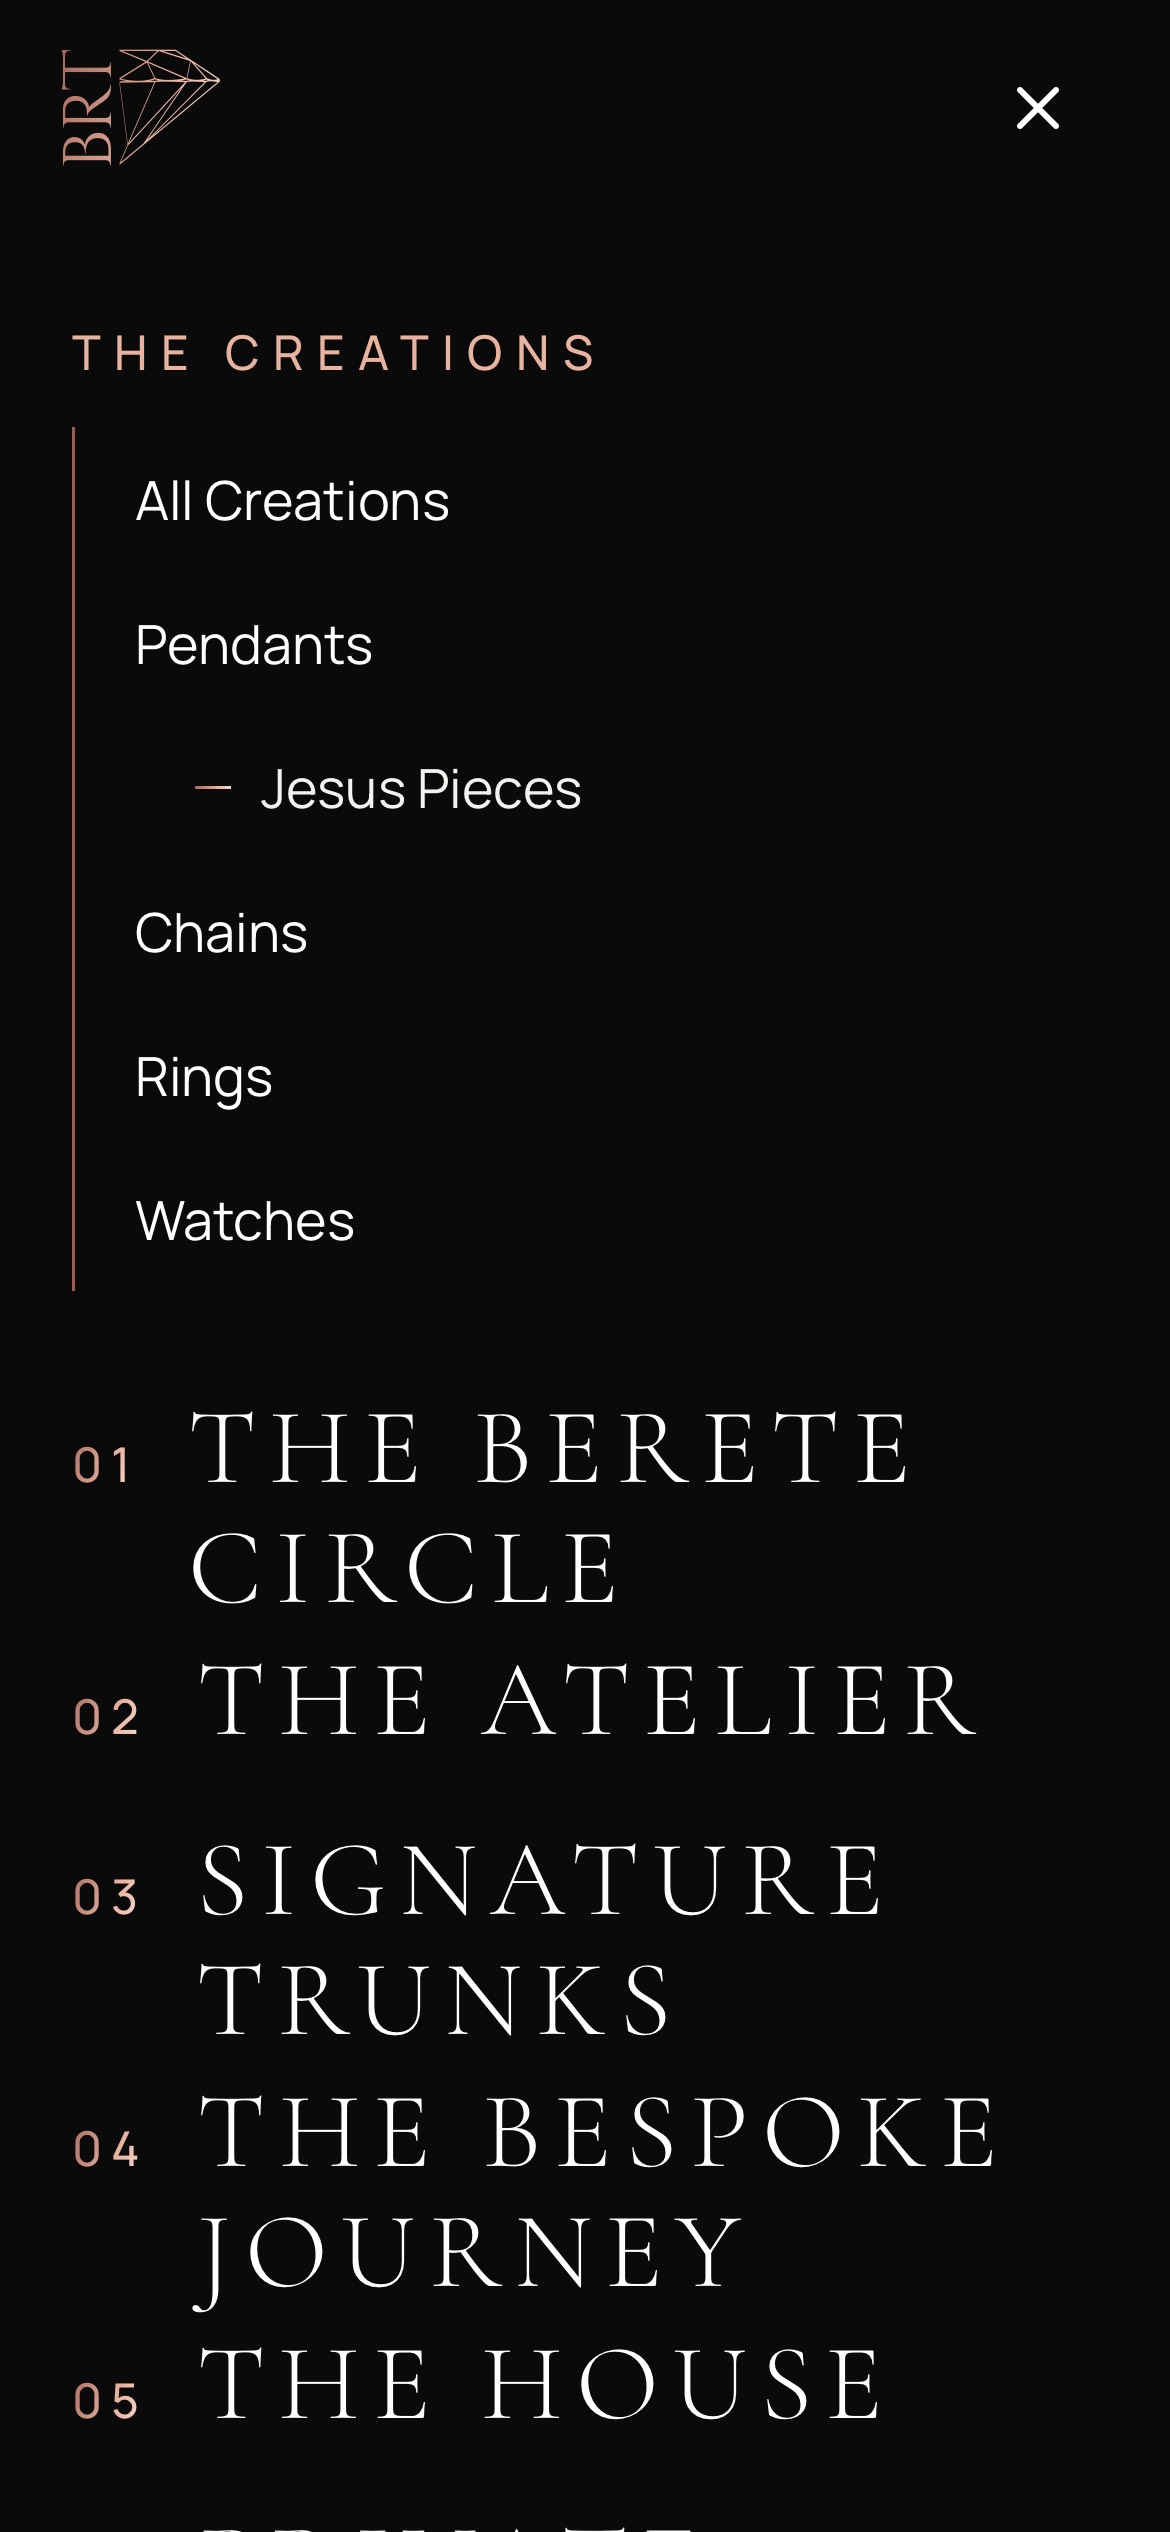 BRT
THE CREATIONS
All Creations
Pendants
Jesus Pieces
Chains
Rings
Watches
01 THE BERETE
CIRCLE
02 THE ATELIER
03 SIGNATURE
TRUNKS
04 THE BESPOKE
JOURNEY
05 THE HOUSE